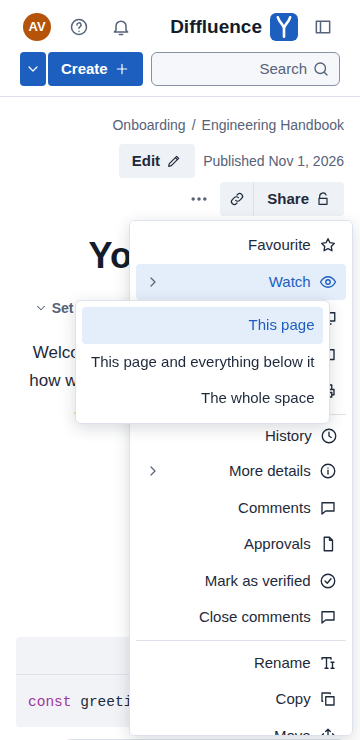 AV
Diffluence
Create
Search
Onboarding / Engineering Handbook
Edit
Published Nov 1, 2026
Share
Yo
Favourite
Watch
Set
This page
Welco
This page and everything below it
how w
The whole space
History
More details
Comments
Approvals
Mark as verified
Close comments
Rename
const greeti
Copy
Move